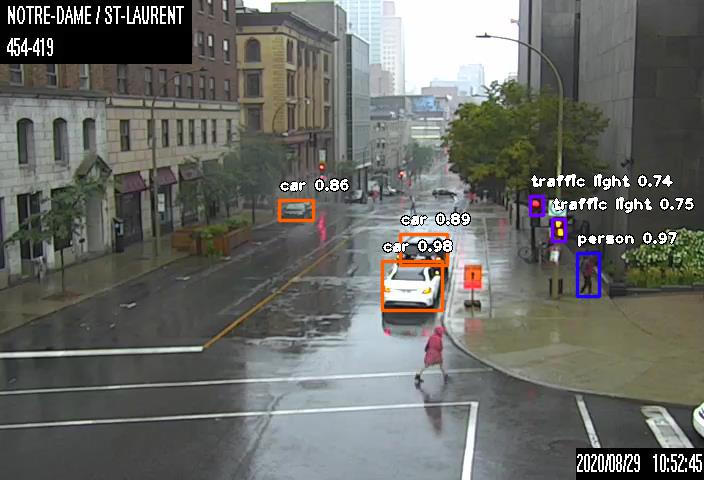 NOTRE-DAME / ST-LAURENT
454-419
car 0.86
traffic light 0.74
traffic light 0.75
car 0.89
person 0.97
car 0.98
2020/08/29 10:52:45